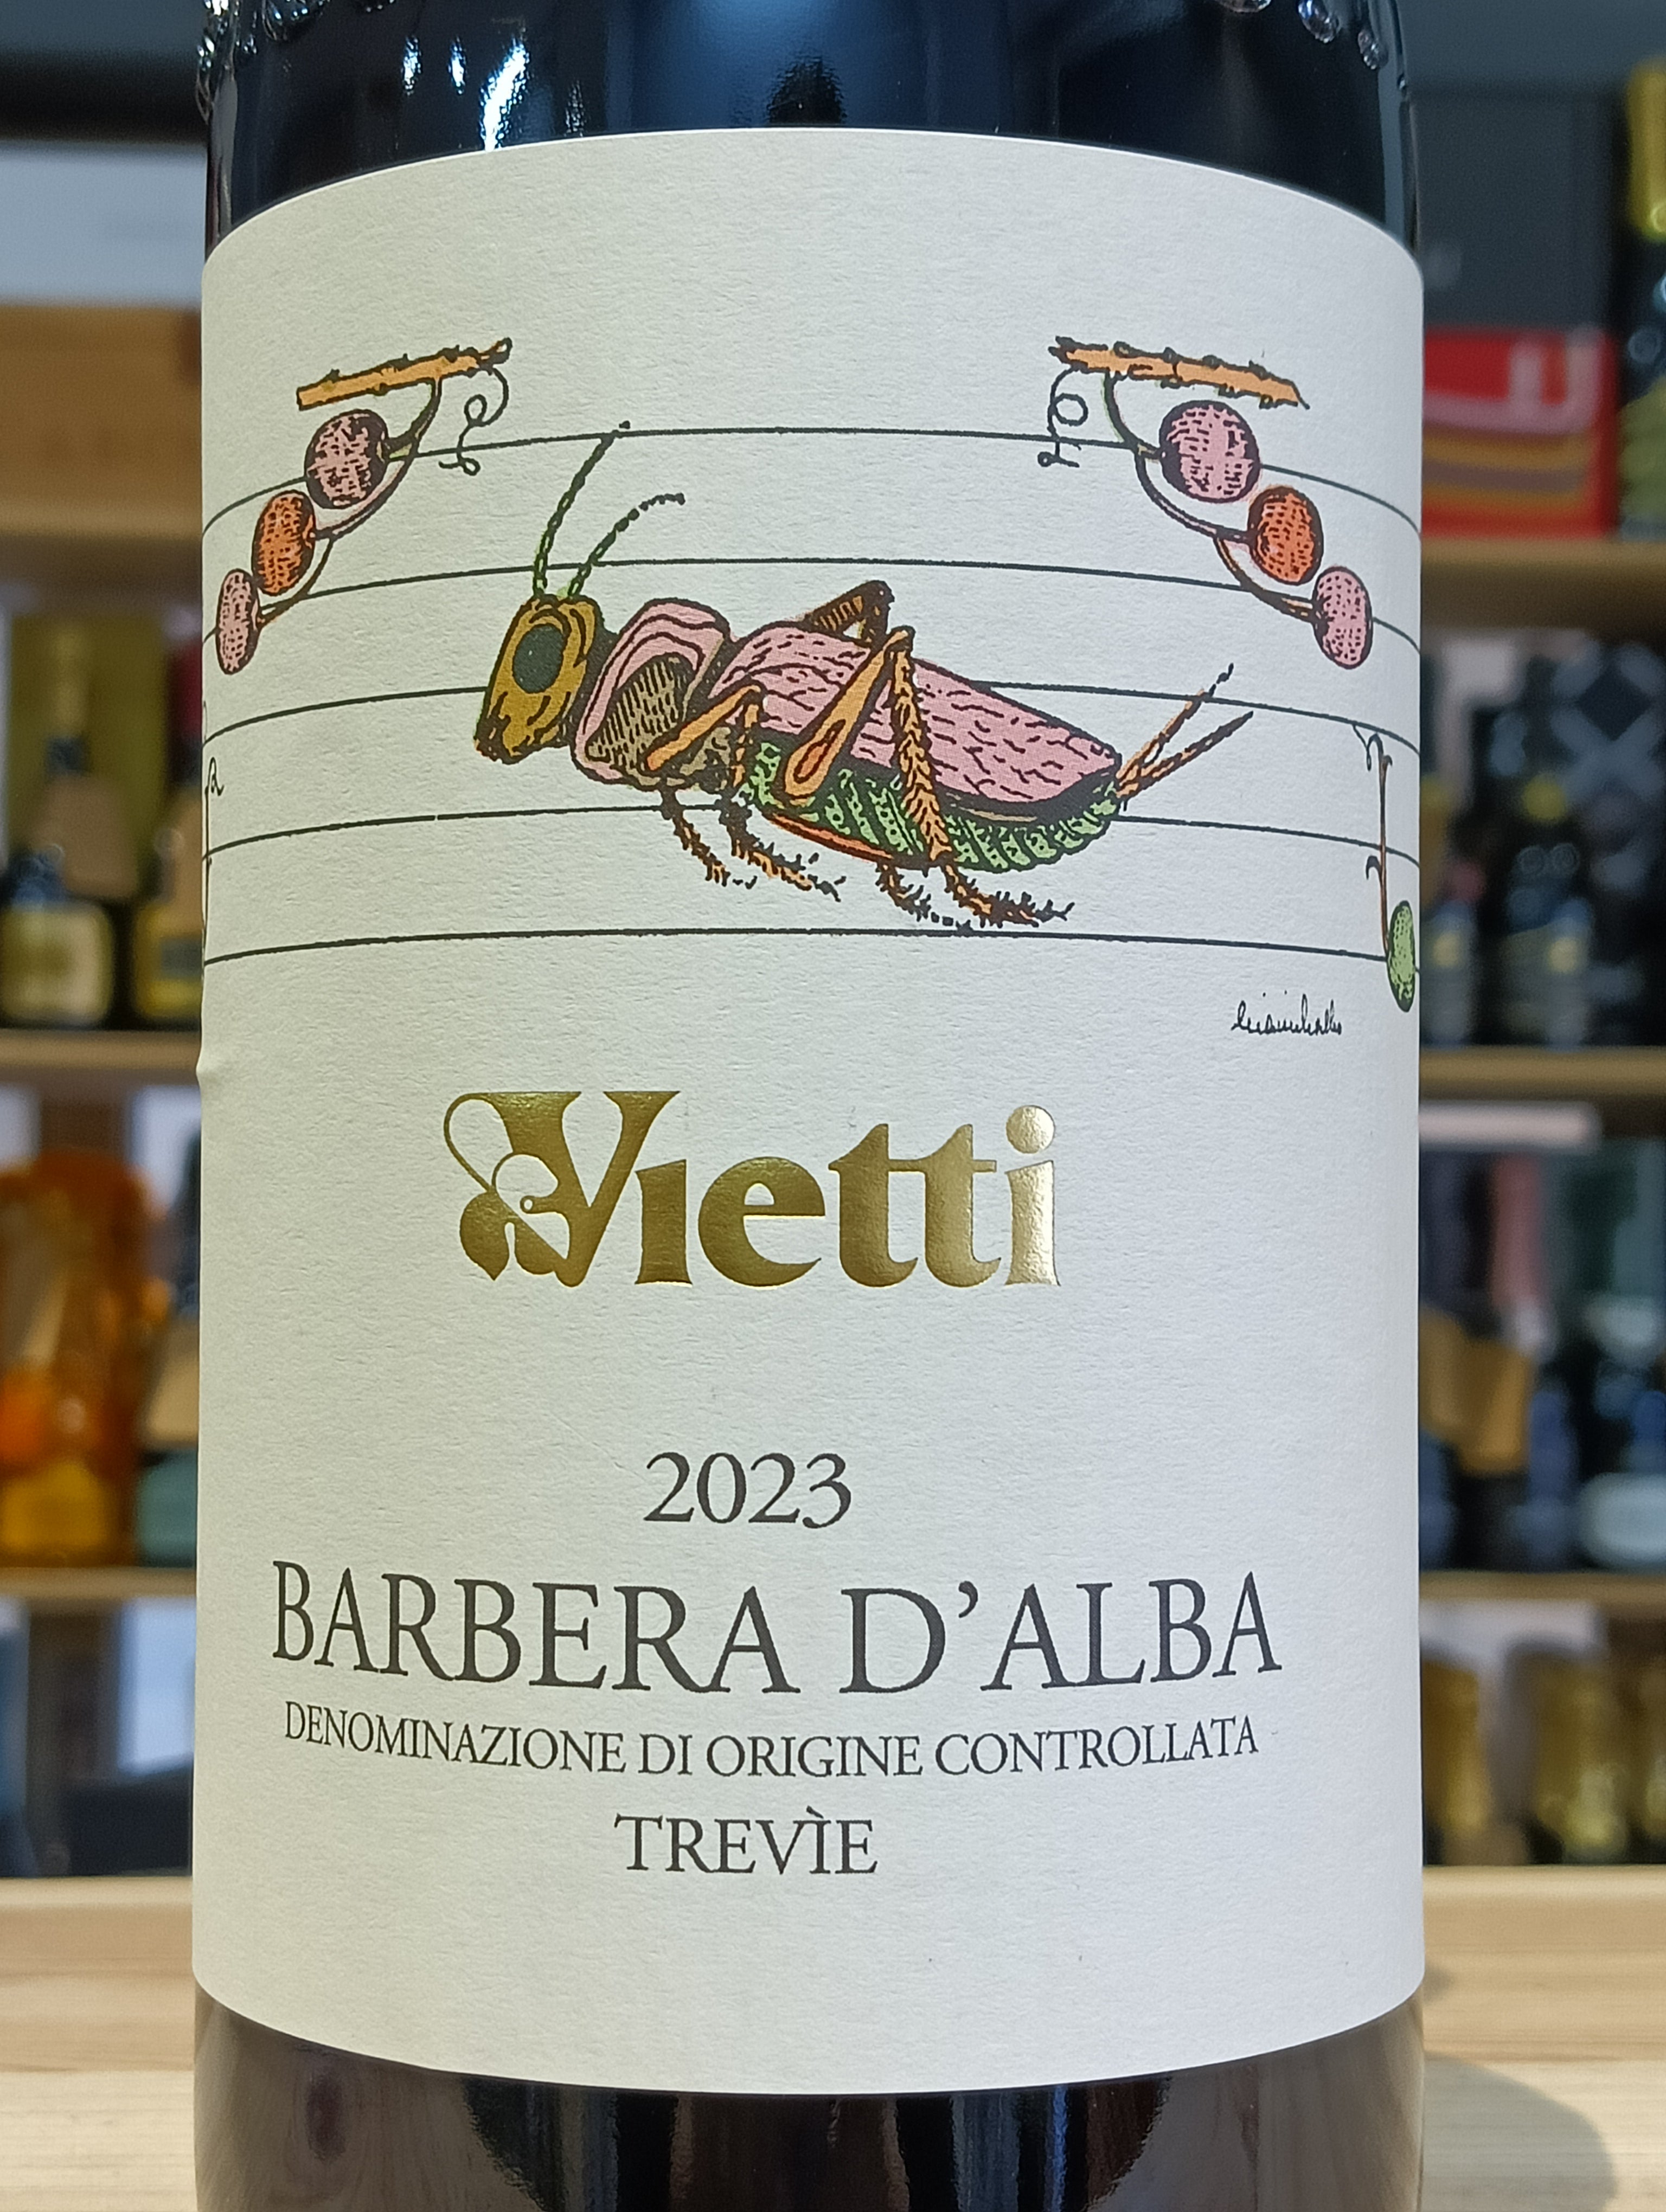 Vietti
2023
BARBERA D'ALBA
DENOMINAZIONE DI ORIGINE CONTROLLATA
TREVÌE